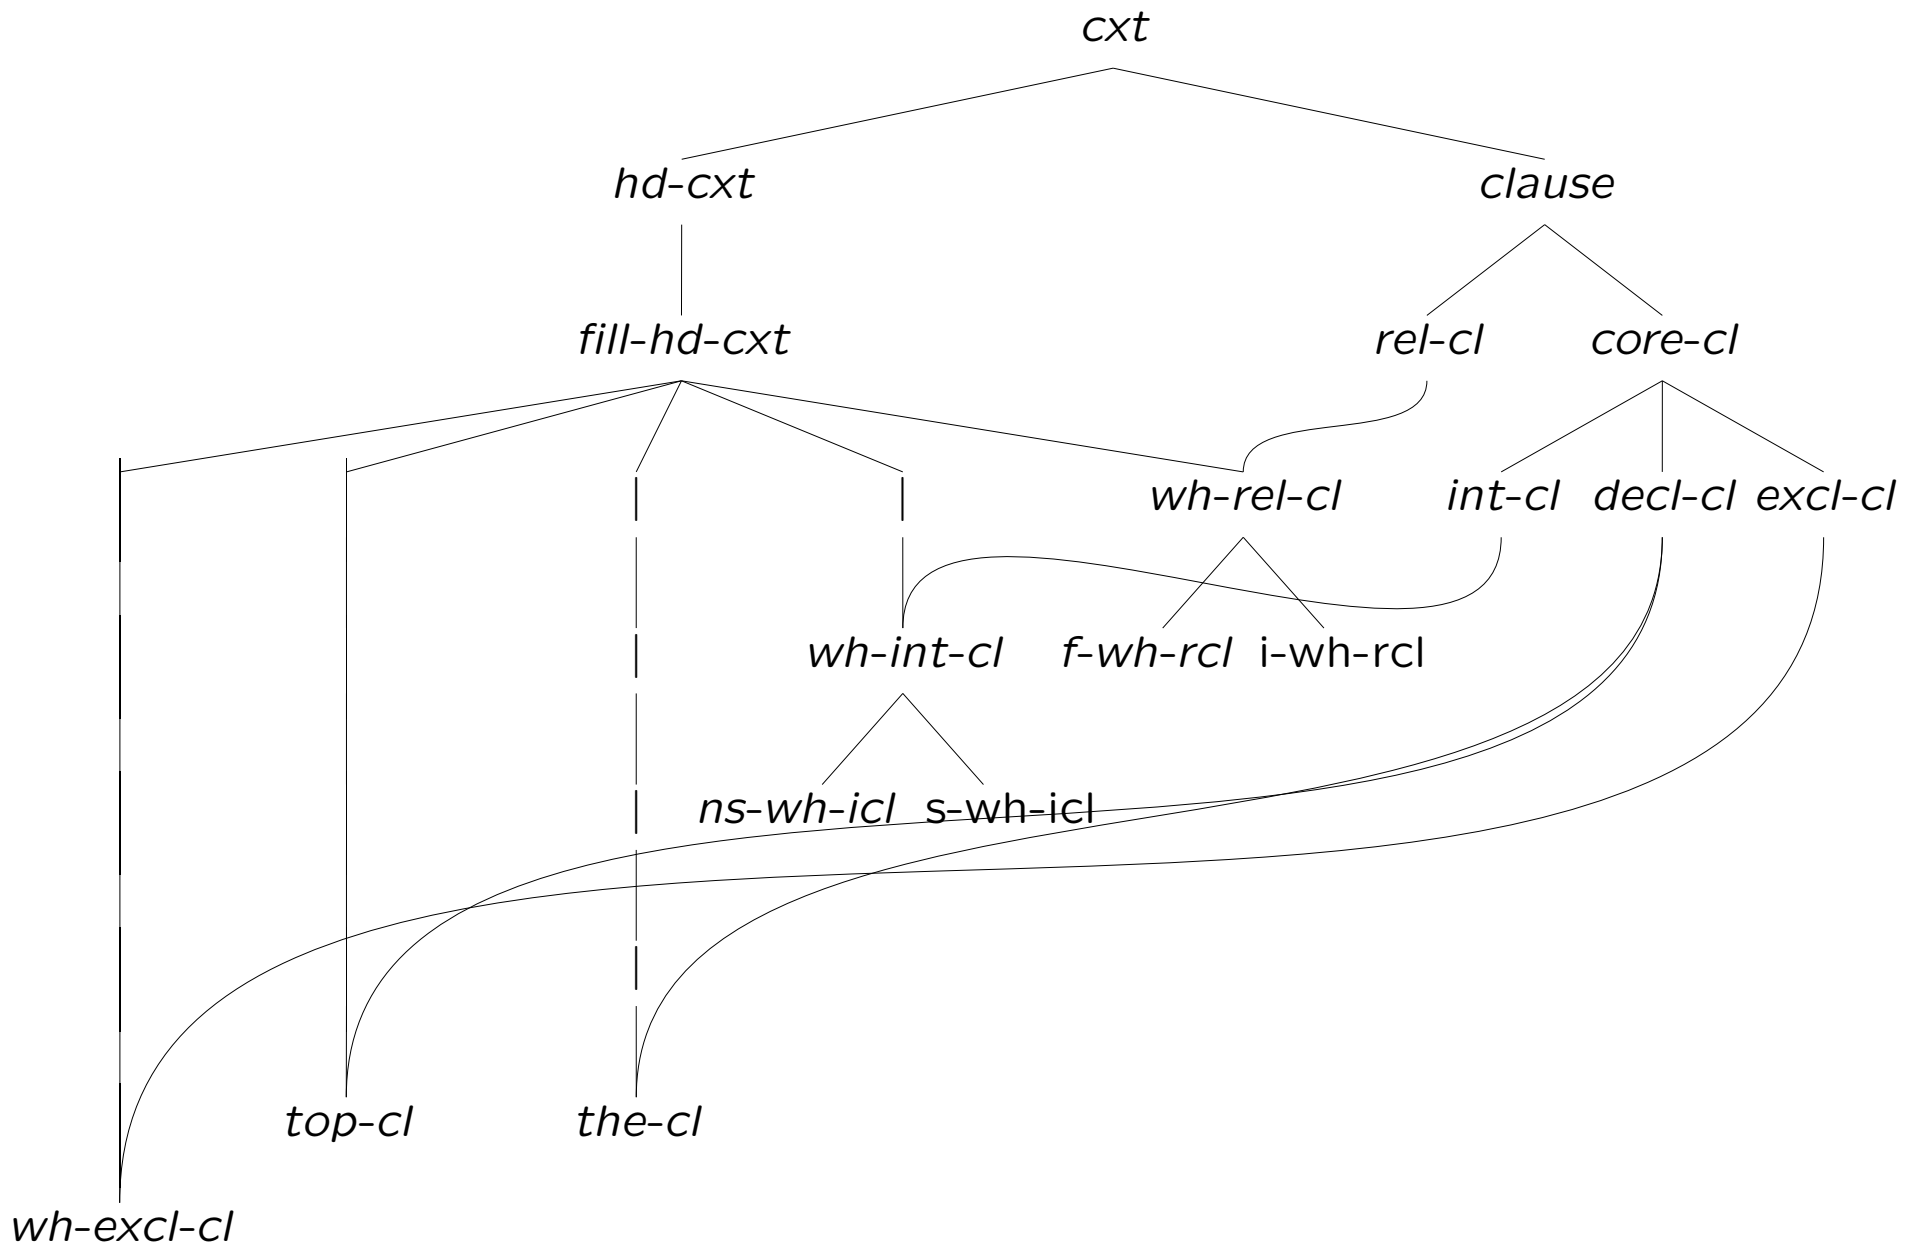 cxt
hd-cxt clause
fill-hd-cxt rel-cl core-cl
wh-rel-cl int-cl decl-cl excl-cl
wh-int-cl f-wh-rcl i-wh-rcl
ns-wh-icl s-wh-icl
top-cl the-cl
wh-excl-cl